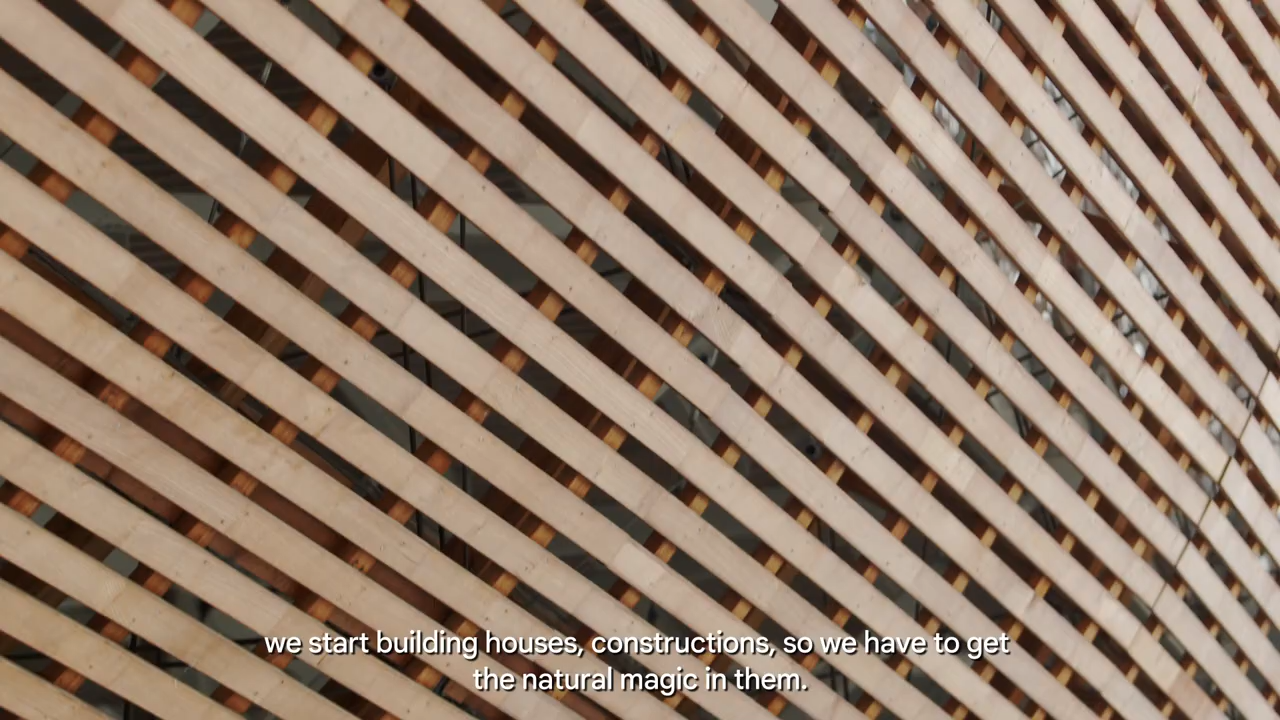 we start building houses, constructions, so we have to get
the natural magic in them.